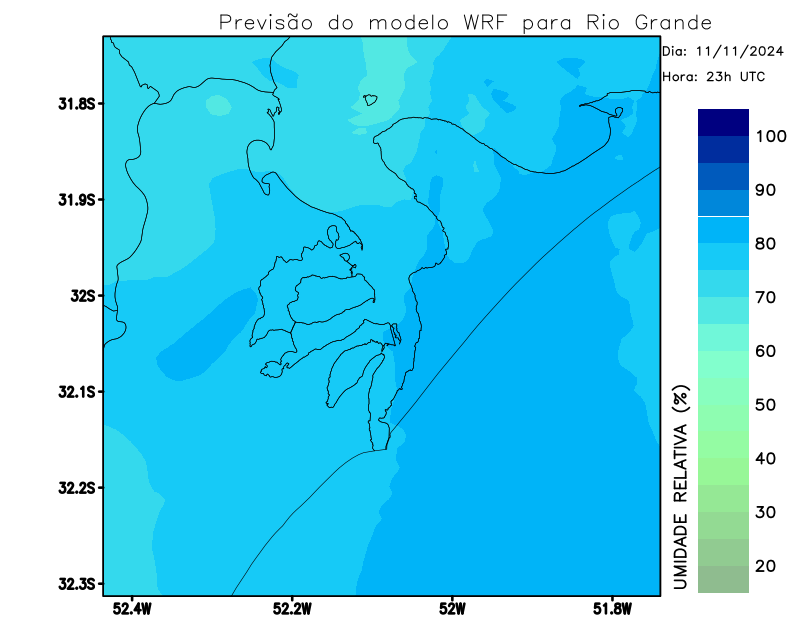 Previsão do modelo WRF para Rio Grande
Dia: 11/11/2024
Hora: 23h UTC
31.8S
31.9S
32S
32.1S
32.2S
32.3S
52.4W
52.2W
52W
51.8W
100
90
80
70
60
50
40
30
20
UMIDADE RELATIVA (%)